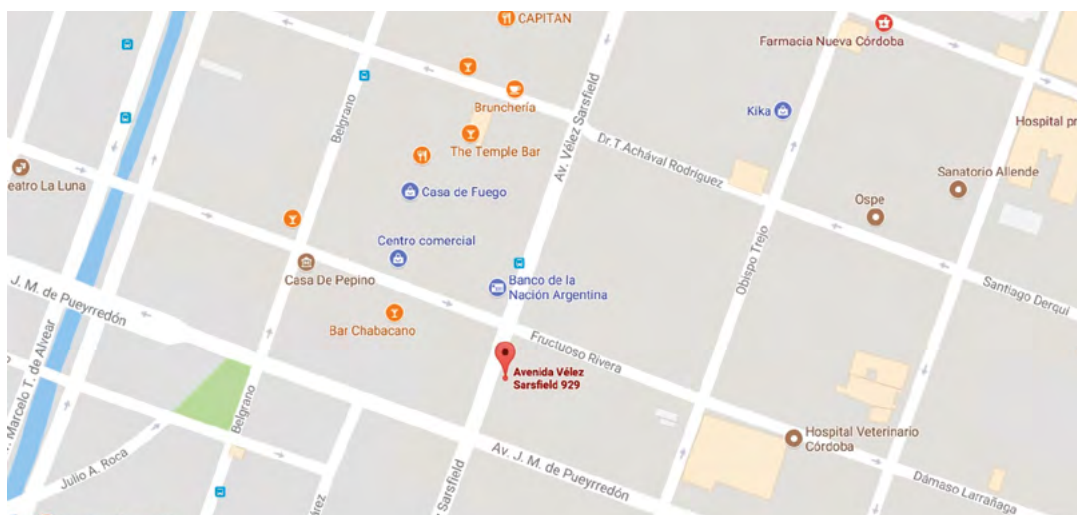 CAPITAN
Farmacia Nueva Córdoba
Bruncheria
Belgrano
Av. Vélez Sarsfield
Kika
Hospital pr
The Temple Bar
Dr.T.Achával Rodríguez
eatro La Luna
Casa de Fuego
Sanatorio Allende
Ospe
Centro comercial
Casa De Pepino
Banco de la
Nación Argentina
Obispo Trejo
Santiago Derqui
J. M. de Pueyrredón
Bar Chabacano
Fructuoso Rivera
Avenida Vélez
Sarsfield 929
Marcelo T. de Alvear
Belgrano
Hospital Veterinario
Córdoba
Julio A. Roca
Av. J. M. de Pueyrredón
Sarsfield
árez
Dámaso Larrañaga